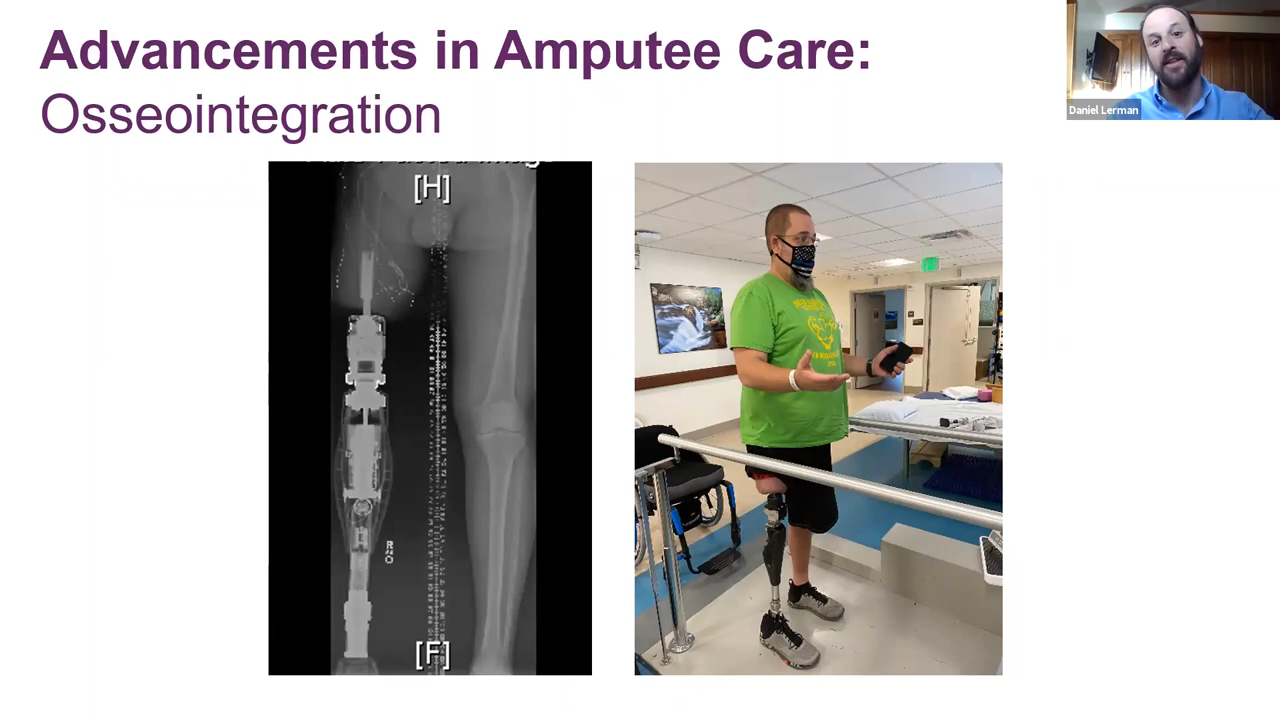 Advancements in Amputee Care:
Osseointegration
Daniel Lerman
[H]
[F]